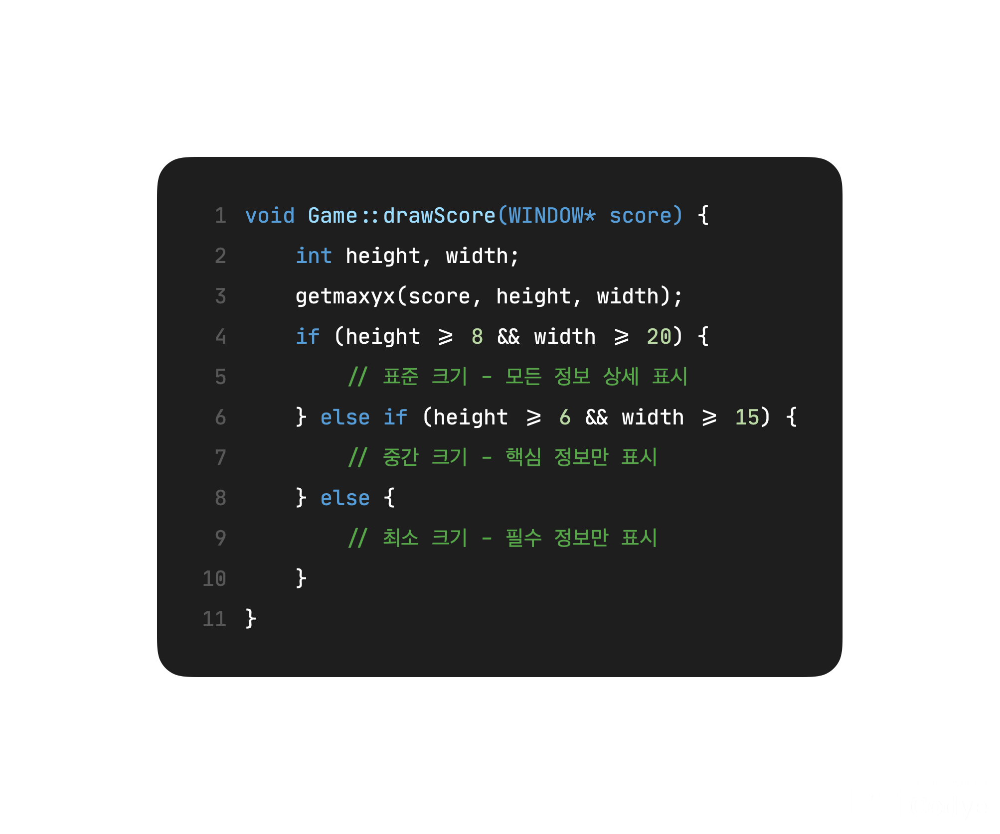 1 void Game::drawScore(WINDOW* score) {
2 int height, width;
3 getmaxyx(score, height, width);
4 if (height >= 8 && width >= 20) {
5 // 표준 크기 - 모든 정보 상세 표시
6 } else if (height >= 6 && width >= 15) {
7 // 중간 크기 - 핵심 정보만 표시
8 } else {
9 // 최소 크기 - 필수 정보만 표시
10 }
11 }